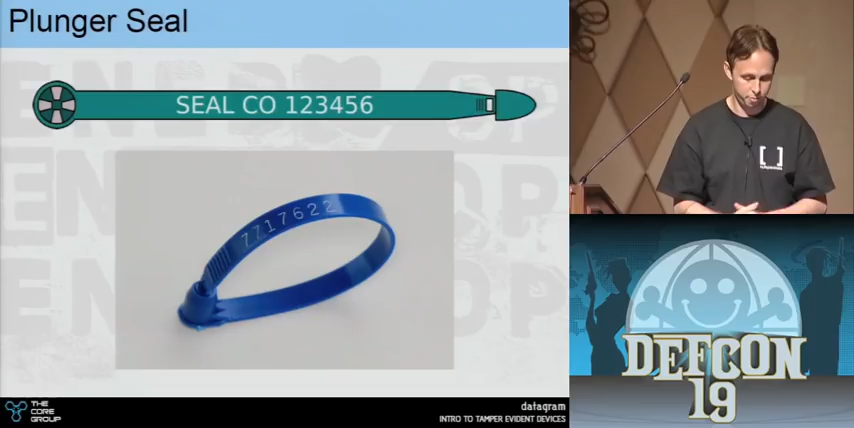 Plunger Seal
SEAL CO 123456
7717622
THE
CORE
GROUP
datagram
INTRO TO TAMPER EVIDENT DEVICES
[ ]
DEFCON
19